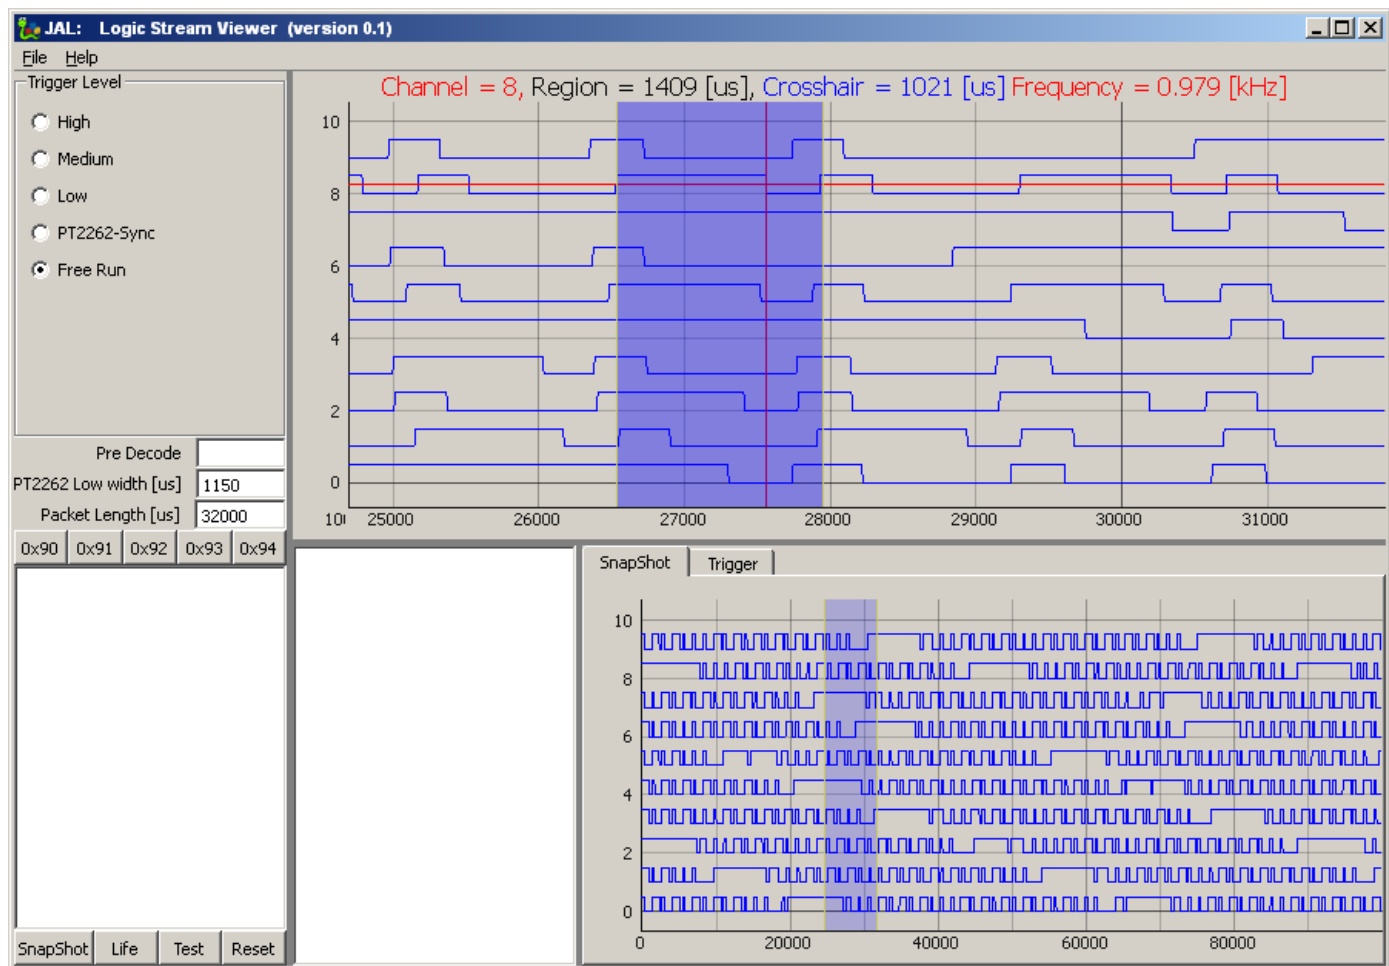 JAL: Logic Stream Viewer (version 0.1)
File Help
Trigger Level
High
Medium
Low
PT2262-Sync
Free Run
Pre Decode
PT2262 Low width [us] 1150
Packet Length [us] 32000
0x90 0x91 0x92 0x93 0x94
SnapShot Life Test Reset
Channel = 8, Region = 1409 [us], Crosshair = 1021 [us] Frequency = 0.979 [kHz]
10
8
6
4
2
0
25000 26000 27000 28000 29000 30000 31000
SnapShot Trigger
10
8
6
4
2
0
0 20000 40000 60000 80000